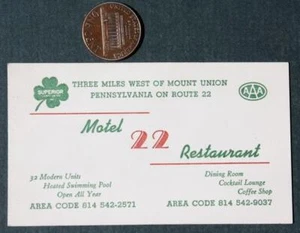 SUPERIOR
THREE MILES WEST OF MOUNT UNION
PENNSYLVANIA ON ROUTE 22
AAA
Motel
22
Restaurant
32 Modern Units
Heated Swimming Pool
Open All Year
AREA CODE 814 542-2571
Dining Room
Cocktail Lounge
Coffee Shop
AREA CODE 814 542-9037